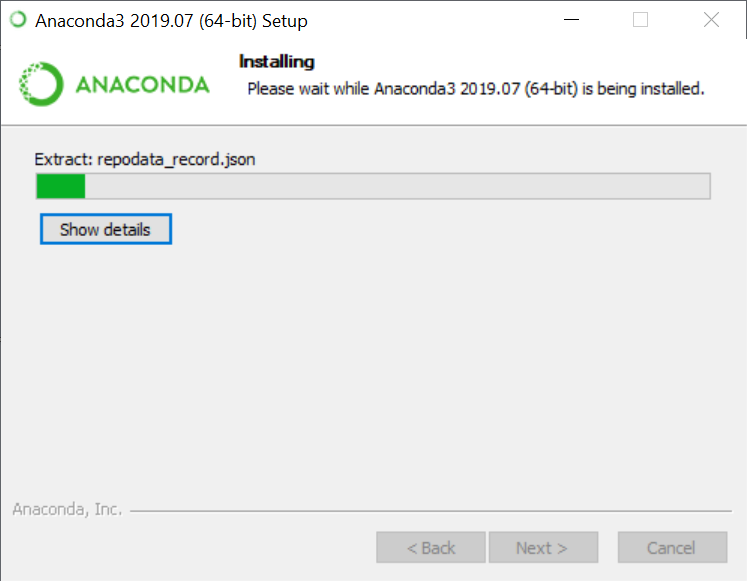 Anaconda3 2019.07 (64-bit) Setup
ANACONDA
Installing
Please wait while Anaconda3 2019.07 (64-bit) is being installed.
Extract: repodata_record.json
Show details
Anaconda, Inc.
< Back
Next >
Cancel